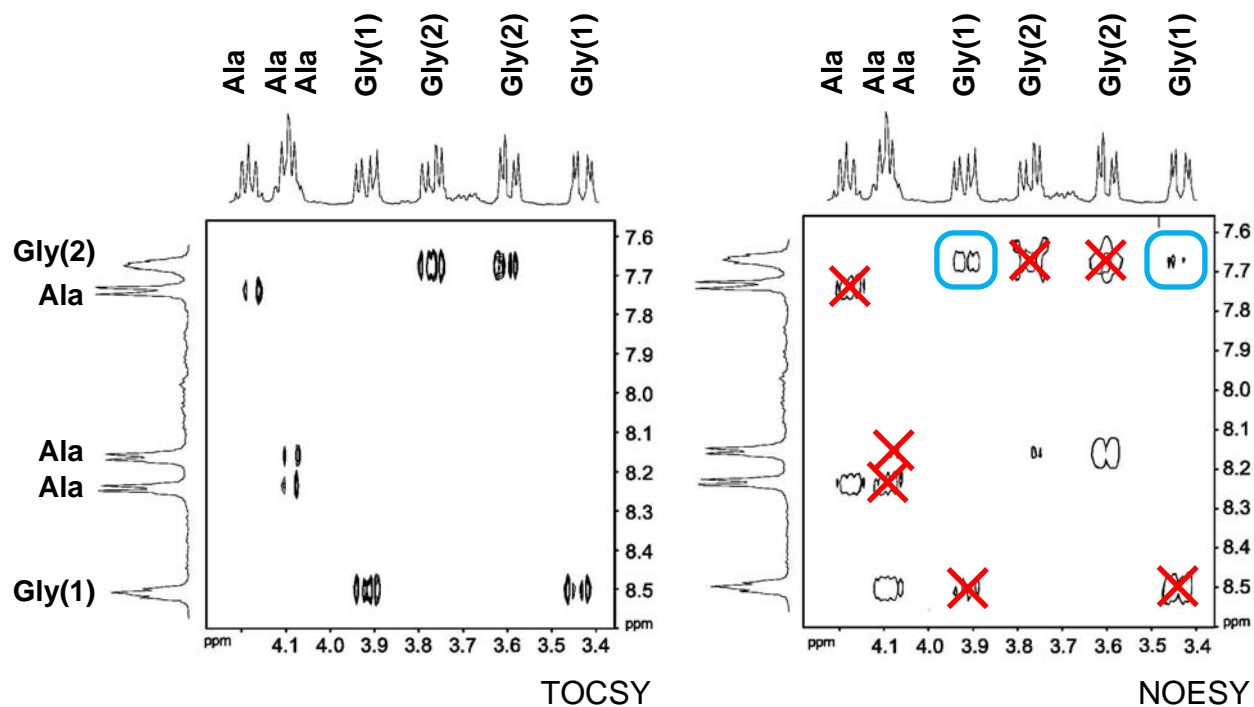 Ala Ala Ala Gly(1) Gly(2) Gly(2) Gly(1)
Gly(2)
Ala
Ala
Ala
Gly(1)
7.6
7.7
7.8
7.9
8.0
8.1
8.2
8.3
8.4
8.5
ppm
ppm 4.1 4.0 3.9 3.8 3.7 3.6 3.5 3.4
TOCSY
Ala Ala Ala Gly(1) Gly(2) Gly(2) Gly(1)
7.6
7.7
7.8
7.9
8.0
8.1
8.2
8.3
8.4
8.5
ppm
ppm 4.1 4.0 3.9 3.8 3.7 3.6 3.5 3.4
NOESY